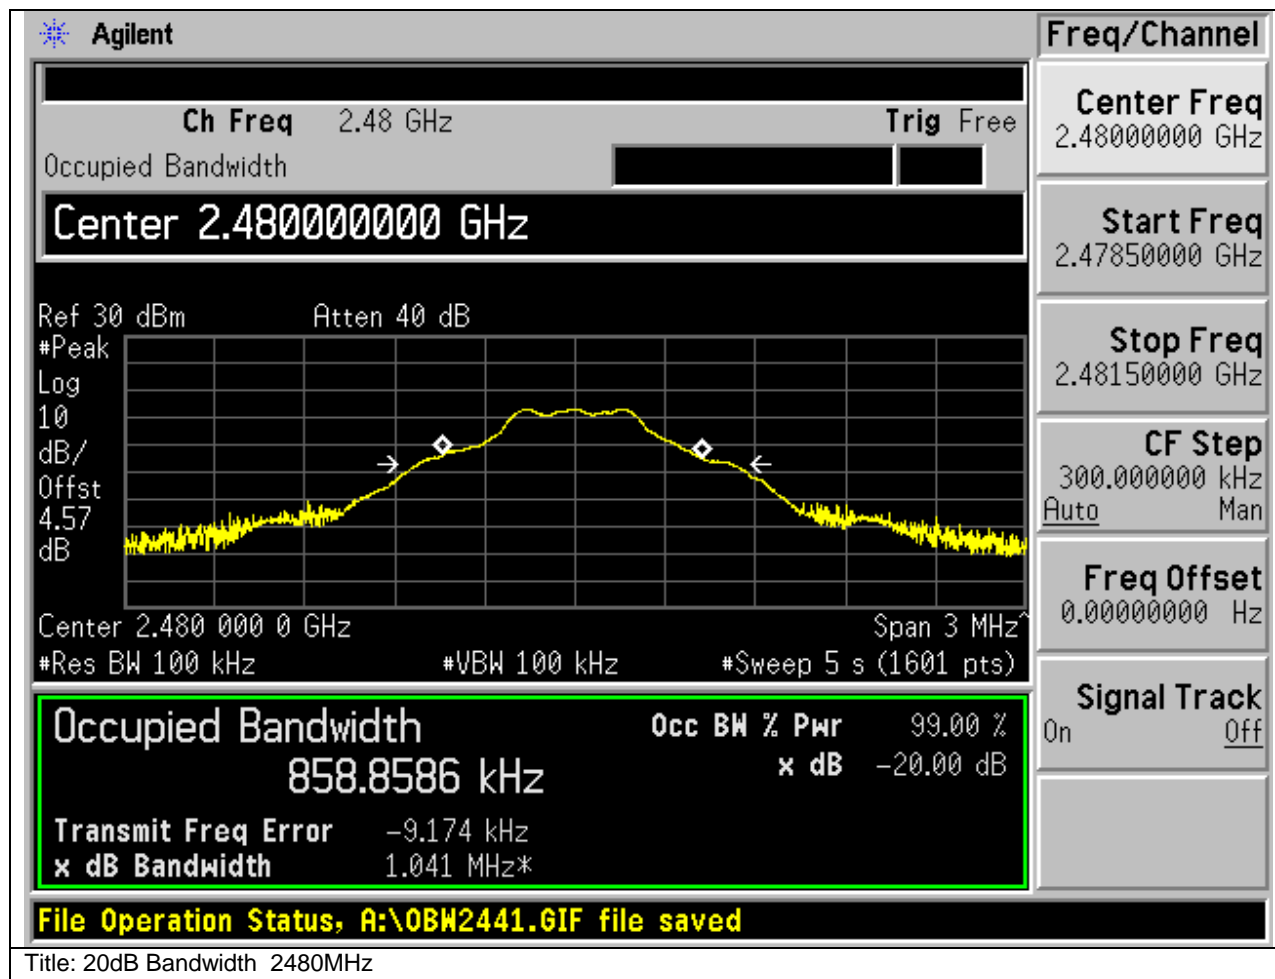 Agilent
Freq/Channel
Ch Freq 2.48 GHz Trig Free
Occupied Bandwidth
Center 2.480000000 GHz
Ref 30 dBm Atten 40 dB
#Peak
Log
10
dB/
Offst
4.57
dB
Center 2.480 000 0 GHz Span 3 MHz^
#Res BW 100 kHz #VBW 100 kHz #Sweep 5 s (1601 pts)
Occupied Bandwidth
858.8586 kHz
Occ BW % Pwr 99.00 %
x dB -20.00 dB
Transmit Freq Error -9.174 kHz
x dB Bandwidth 1.041 MHz*
File Operation Status, A:\OBW2441.GIF file saved
Center Freq
2.48000000 GHz
Start Freq
2.47850000 GHz
Stop Freq
2.48150000 GHz
CF Step
300.000000 kHz
Auto Man
Freq Offset
0.00000000 Hz
Signal Track
On Off
Title: 20dB Bandwidth 2480MHz